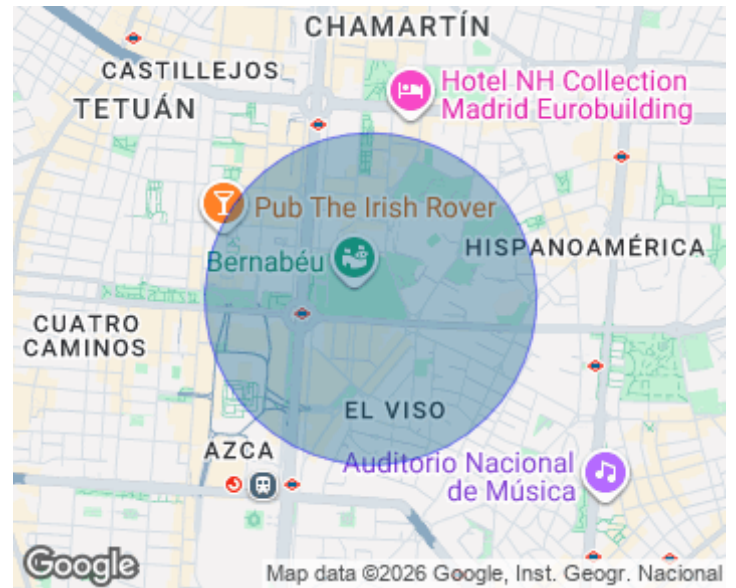 CHAMARTÍN
CASTILLEJOS
TETUÁN
Hotel NH Collection
Madrid Eurobuilding
Pub The Irish Rover
Bernabéu
HISPANOAMÉRICA
CUATRO
CAMINOS
EL VISO
AZCA
Auditorio Nacional
de Música
Google
Map data ©2026 Google, Inst. Geogr. Nacional